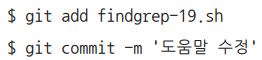 $ git add findgrep-19.sh
$ git commit -m '도움말 수정'